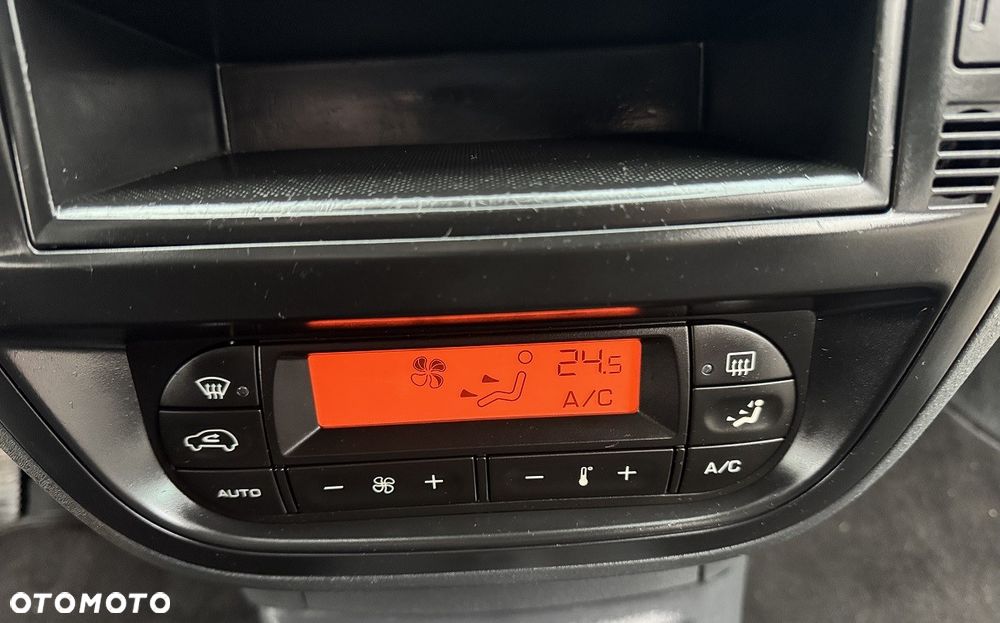 24.5
A/C
AUTO
- +
- +
A/C
OTOMOTO